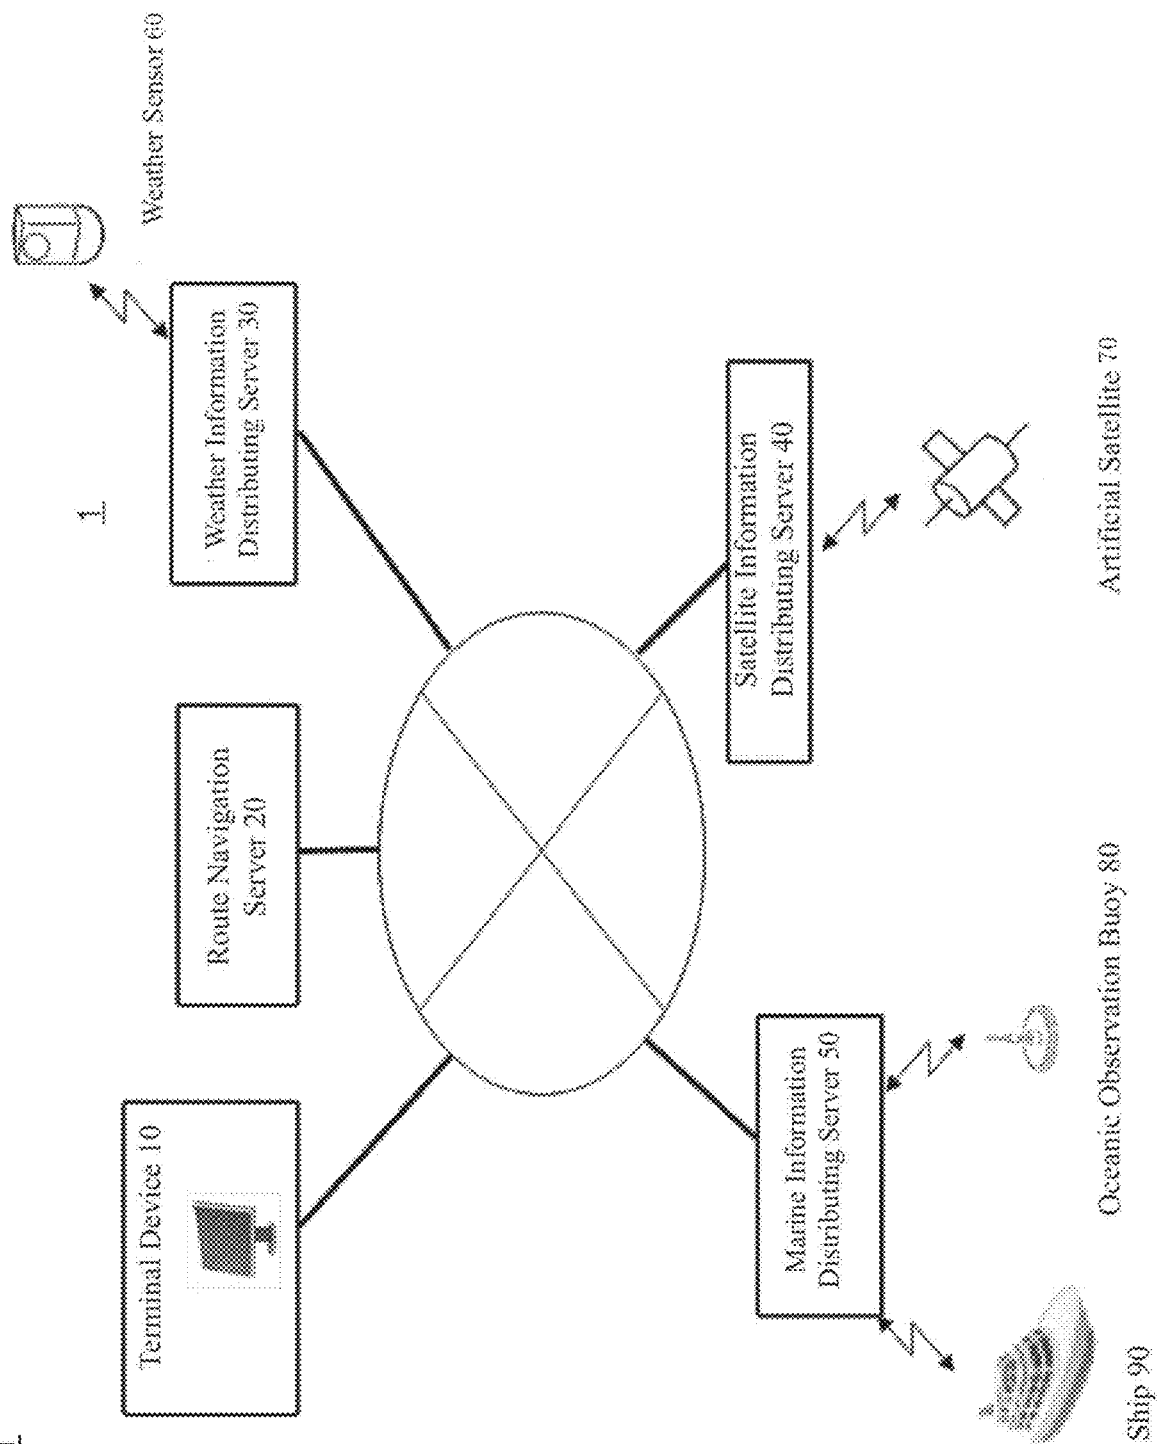 1
Terminal Device 10
Route Navigation
Server 20
Weather Information
Distributing Server 30
Weather Sensor 60
Marine Information
Distributing Server 50
Satellite Information
Distributing Server 40
Ship 90
Oceanic Observation Buoy 80
Artificial Satellite 70